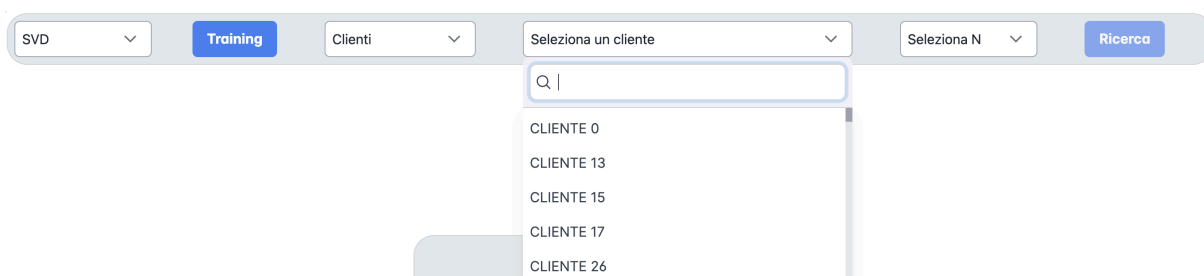 SVD Training Clienti Seleziona un cliente Seleziona N Ricerca
CLIENTE 0
CLIENTE 13
CLIENTE 15
CLIENTE 17
CLIENTE 26